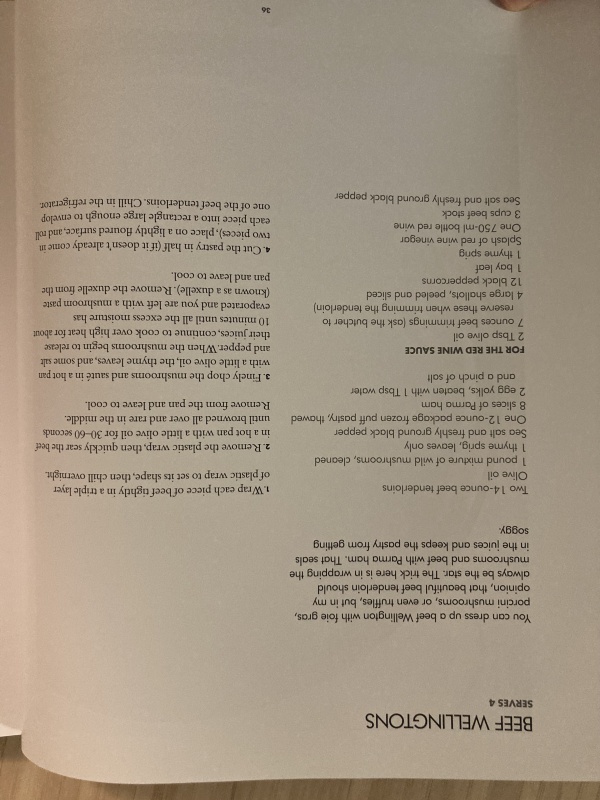 BEEF WELLINGTONS
SERVES 4
You can dress up a beef Wellington with foie gras,
porcini mushrooms, or even truffles, but in my
opinion, that beautiful beef tenderloin should
always be the star. The trick here is in wrapping the
mushrooms and beef with Parma ham. That seals
in the juices and keeps the pastry from getting
soggy.
Two 14-ounce beef tenderloins
Olive oil
1 pound mixture of wild mushrooms, cleaned
1 thyme sprig, leaves only
Sea salt and freshly ground black pepper
One 12-ounce package frozen puff pastry, thawed
8 slices of Parma ham
2 egg yolks, beaten with 1 Tbsp water
and a pinch of salt
FOR THE RED WINE SAUCE
2 Tbsp olive oil
7 ounces beef trimmings (ask the butcher to
reserve these when trimming the tenderloin)
4 large shallots, peeled and sliced
12 black peppercorns
1 bay leaf
1 thyme sprig
Splash of red wine vinegar
One 750-ml bottle red wine
3 cups beef stock
Sea salt and freshly ground black pepper
1. Wrap each piece of beef tightly in a triple layer
of plastic wrap to set its shape, then chill overnight.
2. Remove the plastic wrap, then quickly sear the beef
in a hot pan with a little olive oil for 30–60 seconds
until browned all over and rare in the middle.
Remove from the pan and leave to cool.
3. Finely chop the mushrooms and sauté in a hot pan
with a little olive oil, the thyme leaves, and some salt
and pepper. When the mushrooms begin to release
their juices, continue to cook over high heat for about
10 minutes until all the excess moisture has
evaporated and you are left with a mushroom paste
(known as a duxelle). Remove the duxelle from the
pan and leave to cool.
4. Cut the pastry in half (if it doesn't already come in
two pieces), place on a lightly floured surface, and roll
each piece into a rectangle large enough to envelop
one of the beef tenderloins. Chill in the refrigerator.
36